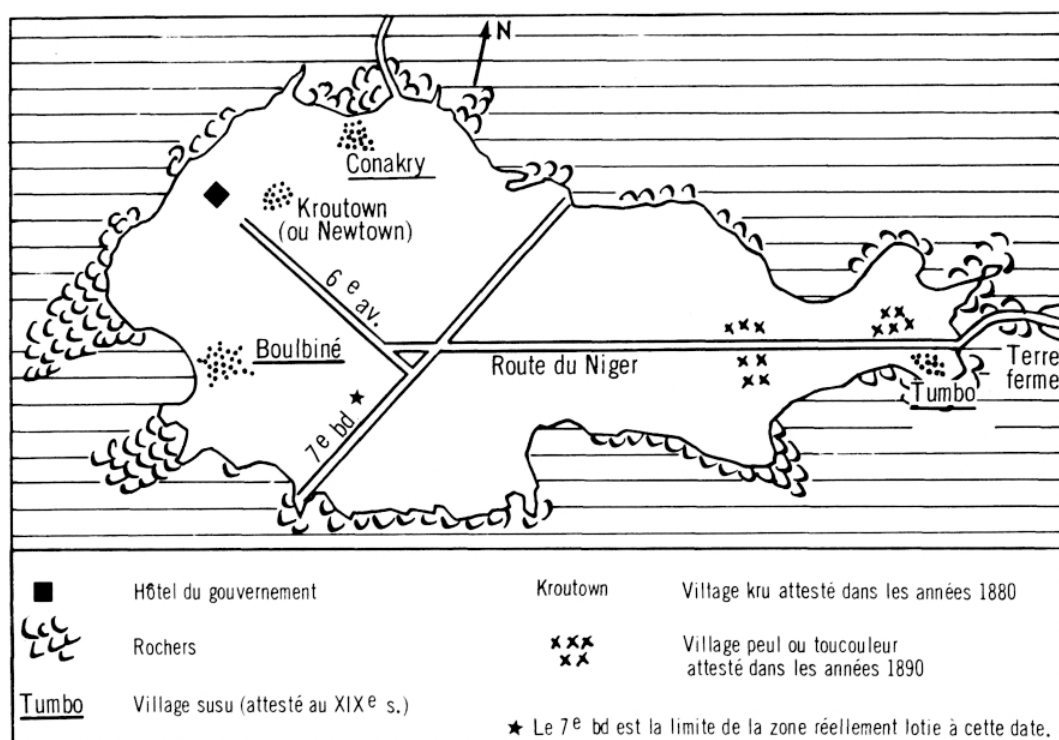 N
Conakry
Kroutown
(ou Newtown)
6e av.
Boulbiné
Route du Niger
Terre
ferme
Tumbo
7e bd
Hôtel du gouvernement
Rochers
Tumbo Village susu (attesté au XIXe s.)
Kroutown Village kru attesté dans les années 1880
Village peul ou toucouleur
attesté dans les années 1890
★ Le 7e bd est la limite de la zone réellement lotie à cette date.